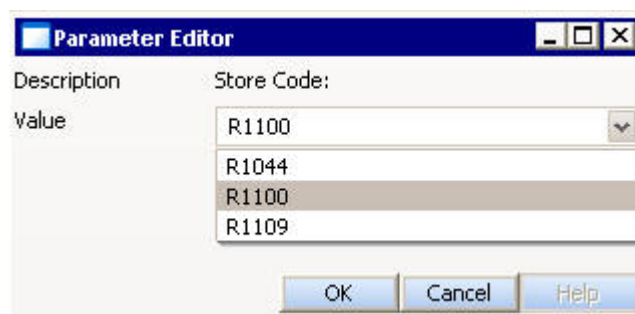 Parameter Editor
Description Store Code:
Value R1100
R1044
R1100
R1109
OK Cancel Help